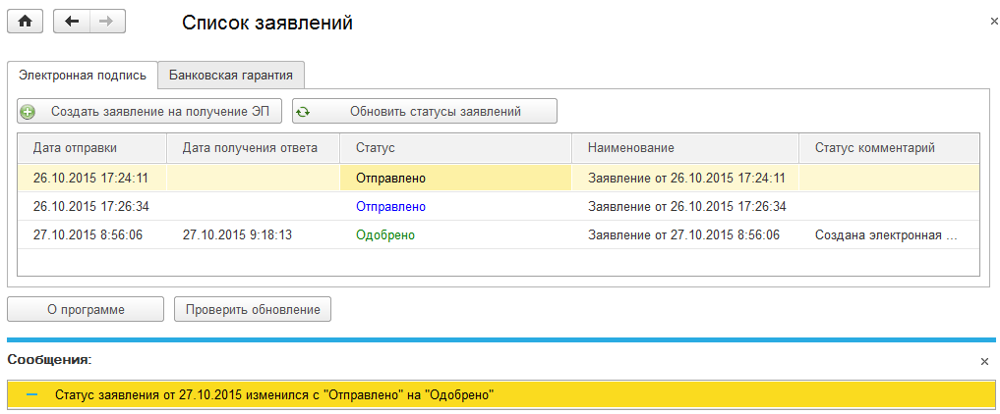 Список заявлений
Электронная подпись Банковская гарантия
Создать заявление на получение ЭП Обновить статусы заявлений
Дата отправки Дата получения ответа Статус Наименование Статус комментарий
26.10.2015 17:24:11 Отправлено Заявление от 26.10.2015 17:24:11
26.10.2015 17:26:34 Отправлено Заявление от 26.10.2015 17:26:34
27.10.2015 8:56:06 27.10.2015 9:18:13 Одобрено Заявление от 27.10.2015 8:56:06 Создана электронная ...
О программе Проверить обновление
Сообщения:
Статус заявления от 27.10.2015 изменился с "Отправлено" на "Одобрено"